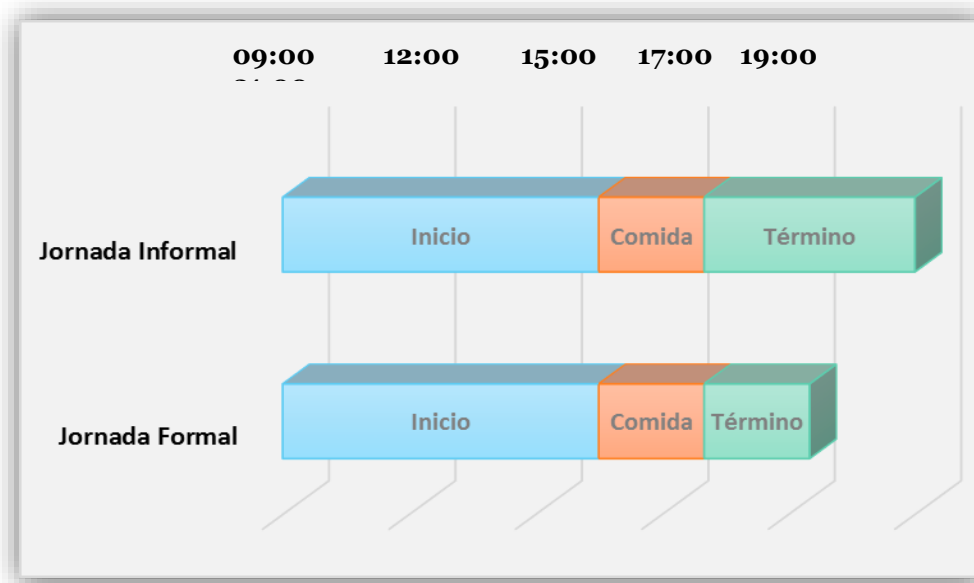 09:00 12:00 15:00 17:00 19:00
Jornada Informal
Inicio
Comida
Término
Jornada Formal
Inicio
Comida
Término